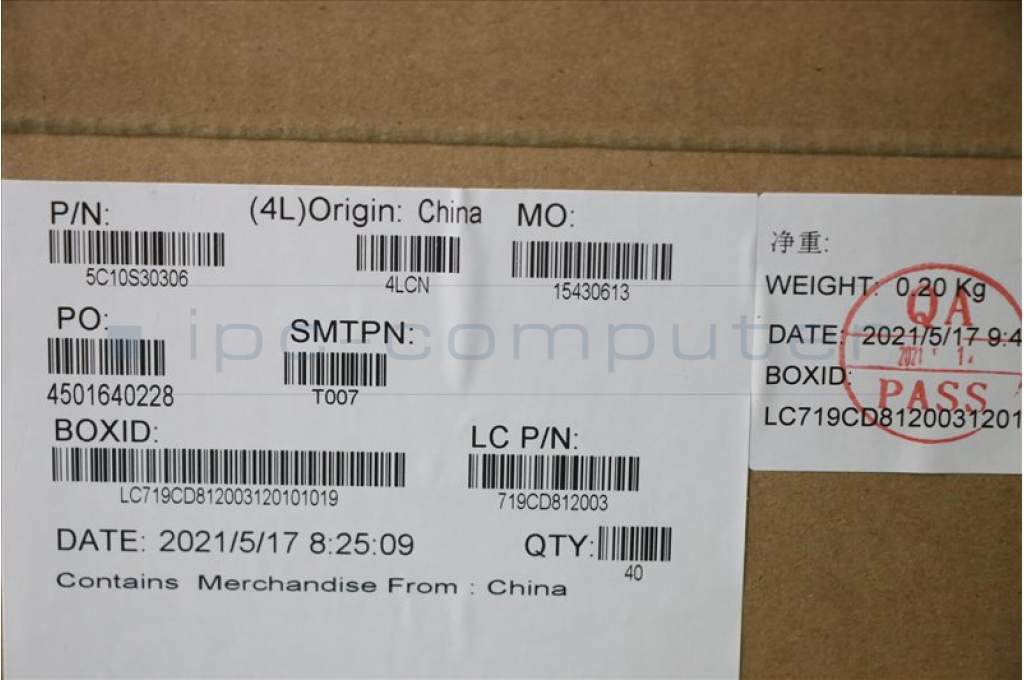 P/N:
5C10S30306
(4L)Origin: China
4LCN
MO:
15430613
PO:
4501640228
SMTPN:
T007
BOXID:
LC719CD812003120101019
LC P/N:
719CD812003
DATE: 2021/5/17 8:25:09
QTY:
40
Contains Merchandise From : China
净重:
WEIGHT: 0.20 Kg
DATE: 2021/5/17 9:4
BOXID:
LC719CD8120031201
QA
2021
PASS
ipc computer